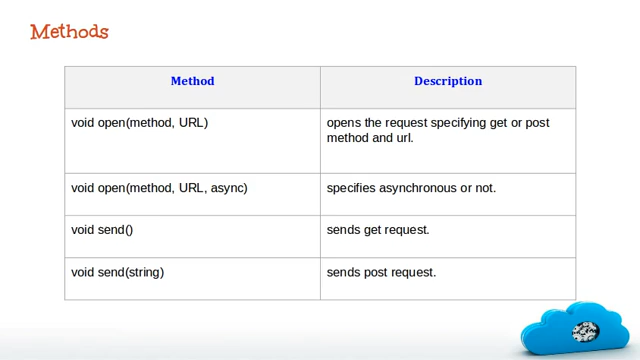 Methods
Method
Description
void open(method, URL)
opens the request specifying get or post
method and url.
void open(method, URL, async)
specifies asynchronous or not.
void send()
sends get request.
void send(string)
sends post request.